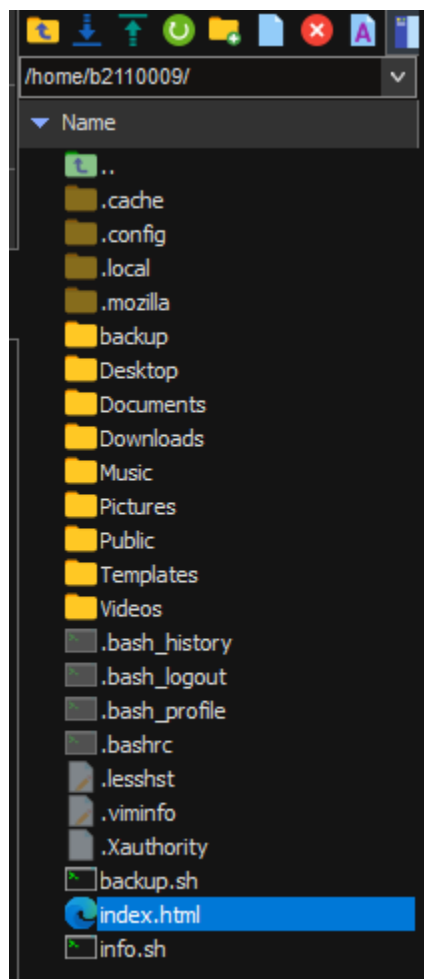 A
/home/b2110009/
Name
..
.cache
.config
.local
.mozilla
backup
Desktop
Documents
Downloads
Music
Pictures
Public
Templates
Videos
.bash_history
.bash_logout
.bash_profile
.bashrc
.lesshst
.viminfo
.Xauthority
backup.sh
index.html
info.sh